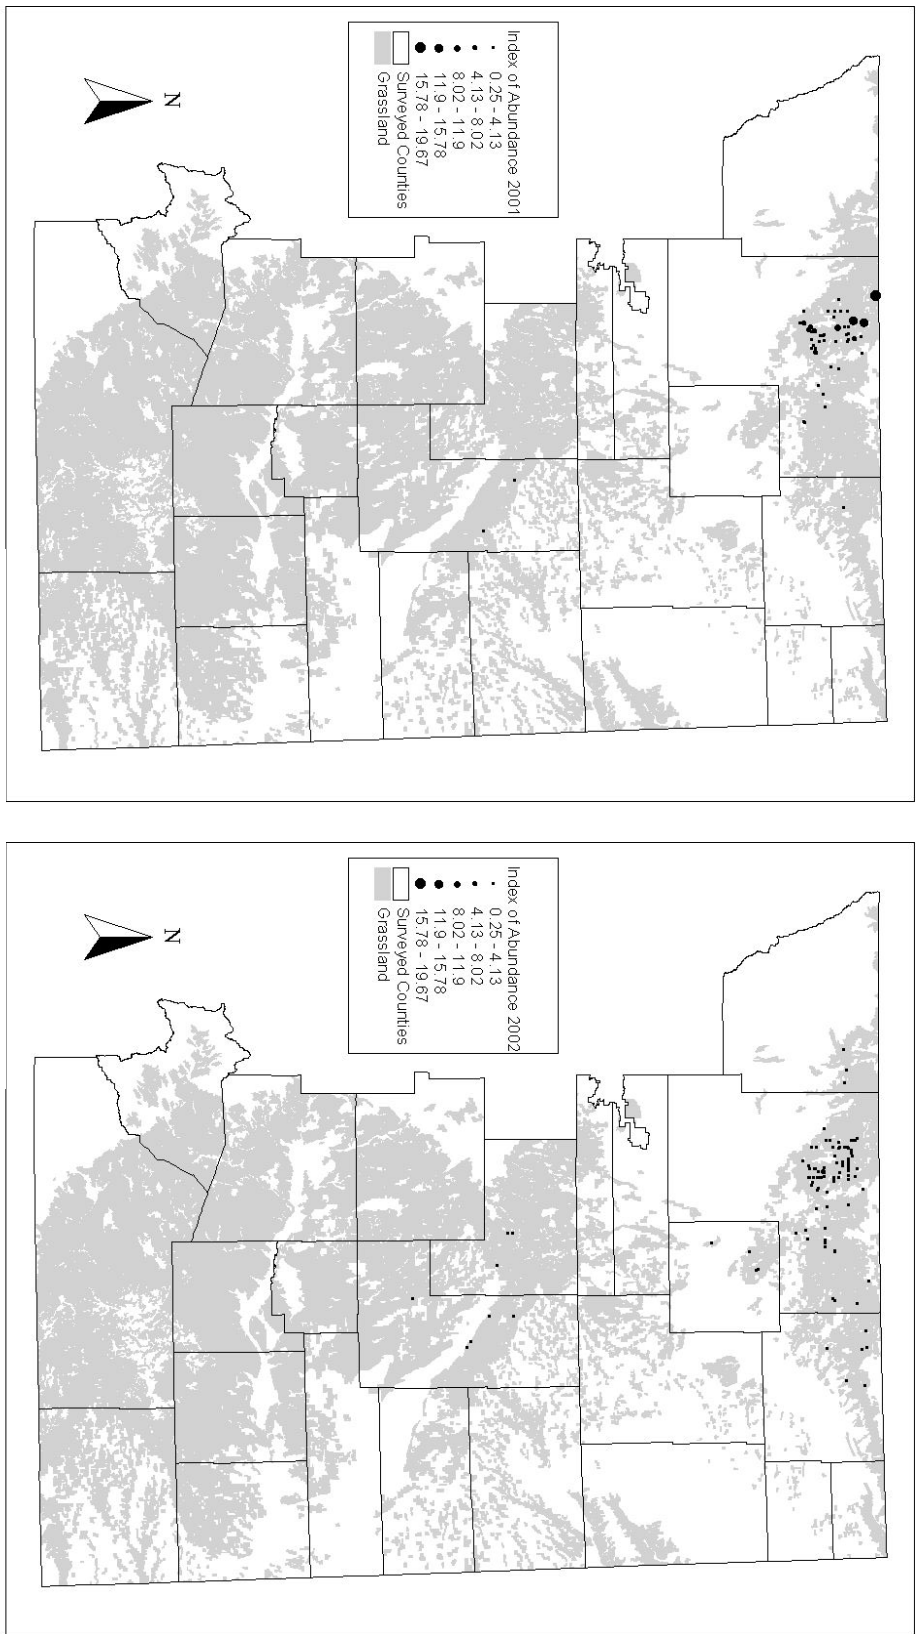 Index of Abundance 2001
0.25 - 4.13
4.13 - 8.02
8.02 - 11.9
11.9 - 15.78
15.78 - 19.67
Surveyed Counties
Grassland
N
Index of Abundance 2002
0.25 - 4.13
4.13 - 8.02
8.02 - 11.9
11.9 - 15.78
15.78 - 19.67
Surveyed Counties
Grassland
N